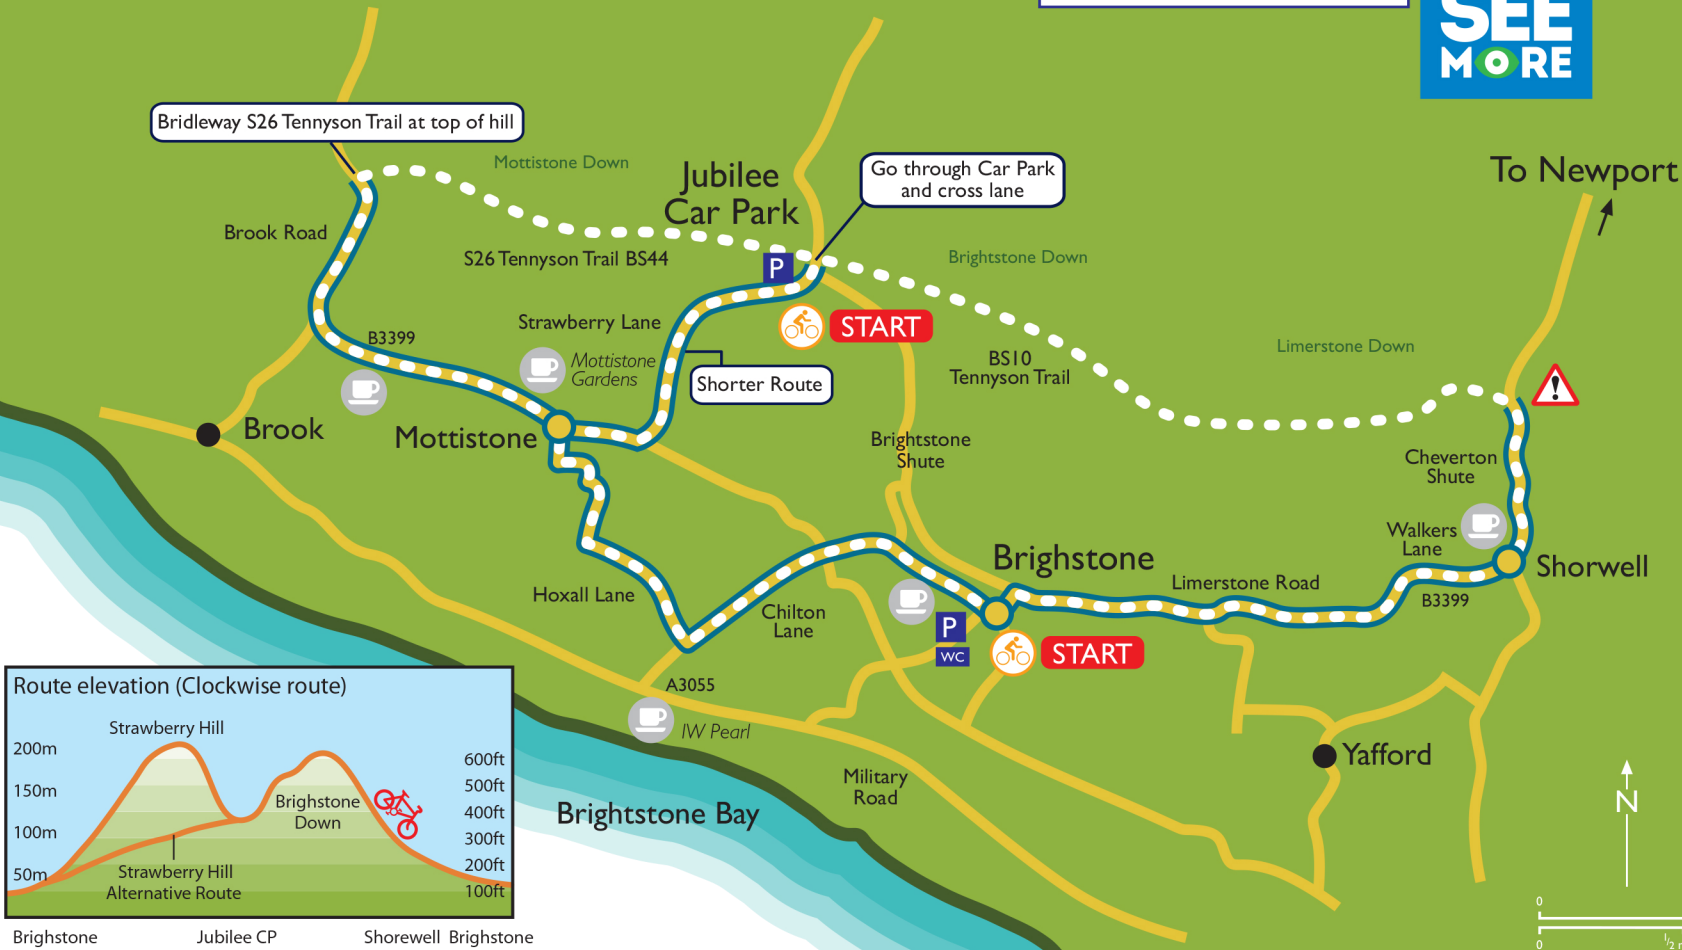 SEE
MORE
Bridleway S26 Tennyson Trail at top of hill
Mottistone Down
Jubilee
Car Park
Go through Car Park
and cross lane
To Newport
Brook Road
S26 Tennyson Trail BS44
P
Brightstone Down
START
Strawberry Lane
B3399
Mottistone
Gardens
Shorter Route
BS10
Tennyson Trail
Limerstone Down
!
Brook
Mottistone
Brightstone
Shute
Cheverton
Shute
Walkers
Lane
Brighstone
Shorwell
Hoxall Lane
Chilton
Lane
Limerstone Road
B3399
P
WC
START
A3055
IW Pearl
Yafford
Military
Road
Brightstone Bay
N
Route elevation (Clockwise route)
Strawberry Hill
200m
150m
100m
50m
600ft
500ft
400ft
300ft
200ft
100ft
Brighstone
Down
Strawberry Hill
Alternative Route
Brighstone
Jubilee CP
Shorewell
Brighstone
0
0